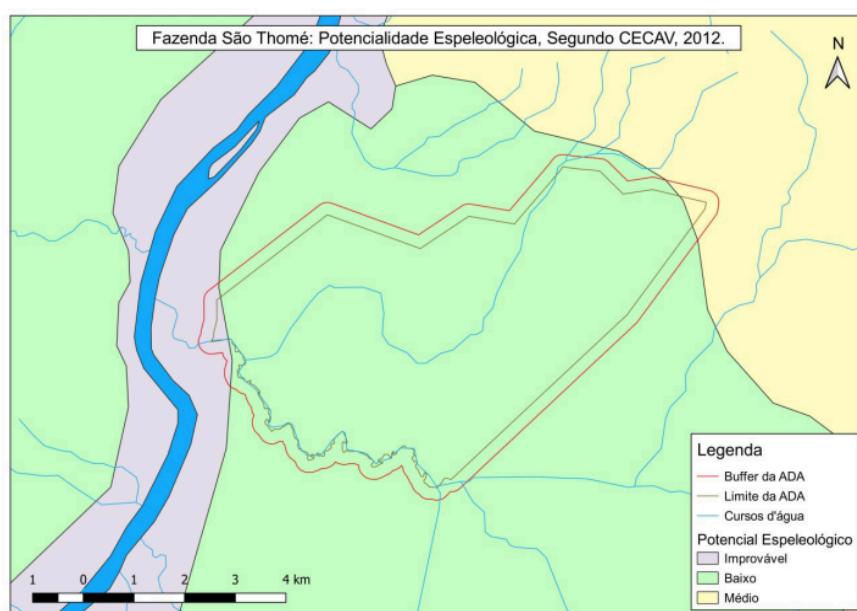 Fazenda São Thomé: Potencialidade Espeleológica, Segundo CECAV, 2012.
N
Legenda
Buffer da ADA
Limite da ADA
Cursos d'água
Potencial Espeleológico
Improvável
Baixo
Médio
1 0 1 2 3 4 km